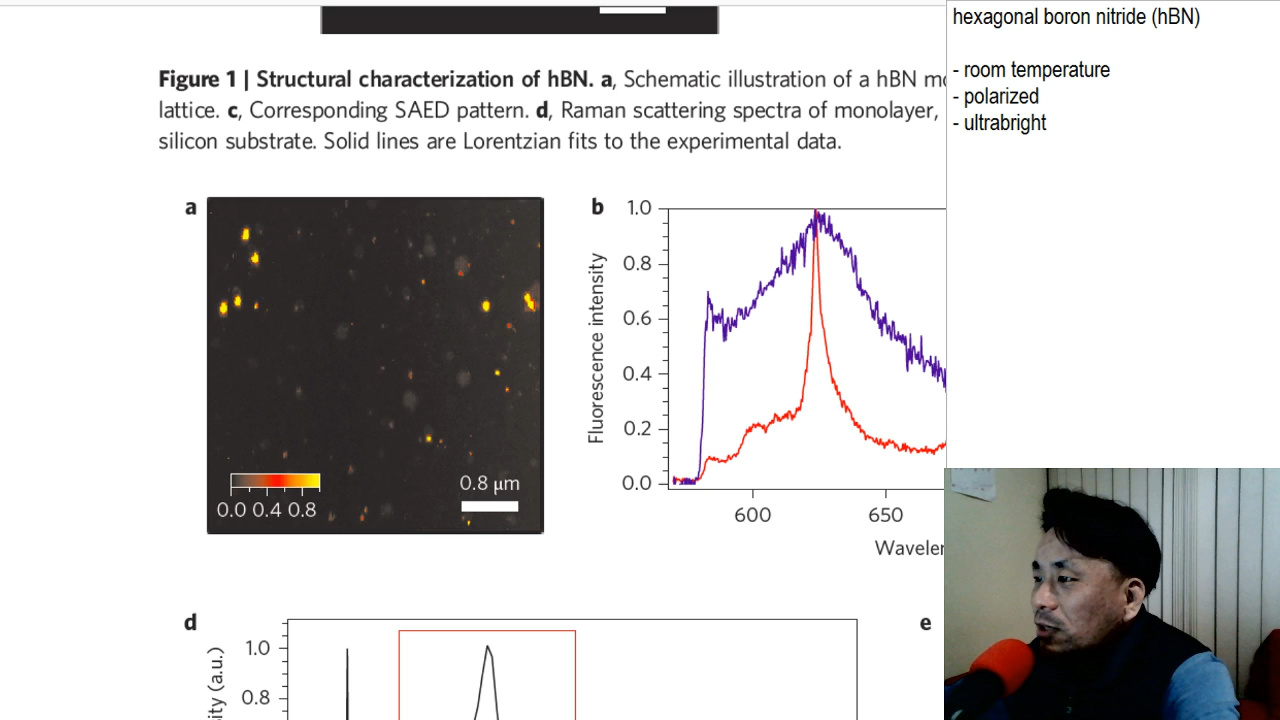 Figure 1 | Structural characterization of hBN. a, Schematic illustration of a hBN mo
lattice. c, Corresponding SAED pattern. d, Raman scattering spectra of monolayer,
silicon substrate. Solid lines are Lorentzian fits to the experimental data.
hexagonal boron nitride (hBN)
- room temperature
- polarized
- ultrabright
a
0.0 0.4 0.8
0.8 μm
b
Fluorescence intensity
1.0
0.8
0.6
0.4
0.2
0.0
600 650
Waveler
d
sity (a.u.)
1.0
0.8
e